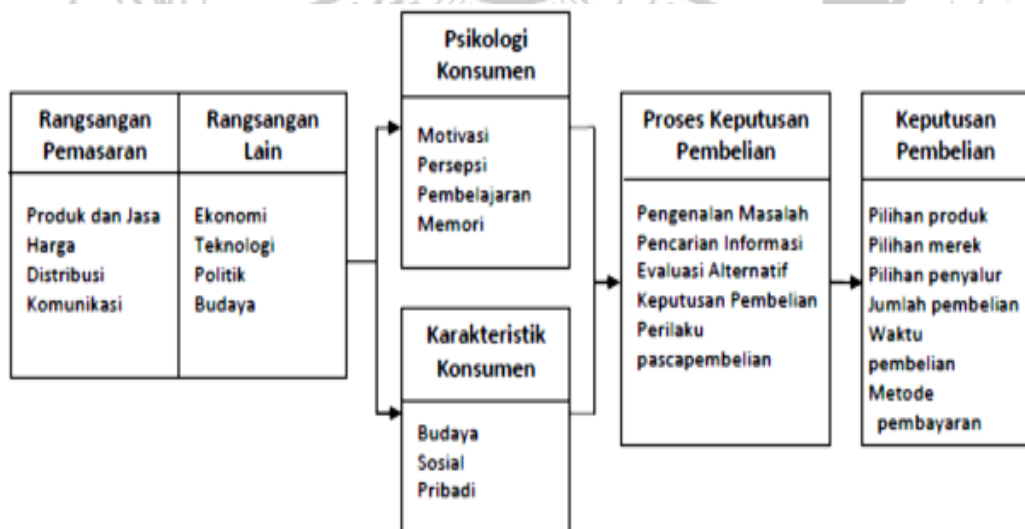 Rangsangan
Pemasaran
Produk dan Jasa
Harga
Distribusi
Komunikasi
Rangsangan
Lain
Ekonomi
Teknologi
Politik
Budaya
Psikologi
Konsumen
Motivasi
Persepsi
Pembelajaran
Memori
Karakteristik
Konsumen
Budaya
Sosial
Pribadi
Proses Keputusan
Pembelian
Pengenalan Masalah
Pencarian Informasi
Evaluasi Alternatif
Keputusan Pembelian
Perilaku
pascapembelian
Keputusan
Pembelian
Pilihan produk
Pilihan merek
Pilihan penyalur
Jumlah pembelian
Waktu
pembelian
Metode
pembayaran